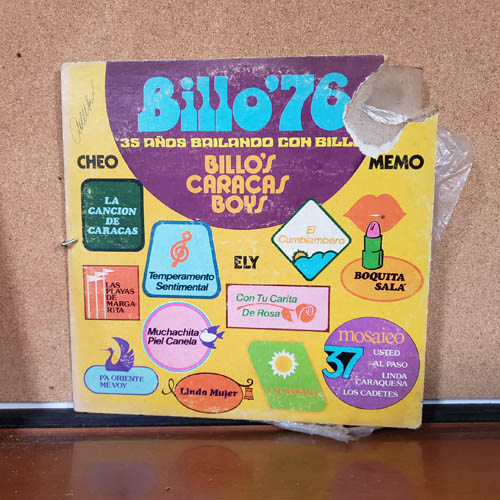 Billo '76
35 AÑOS BAILANDO CON BILLO
CHEO
BILLO'S
CARACAS
BOYS
MEMO
LA
CANCION DE
CARACAS
Temperamento
Sentimental
El
Cumbiambero
BOQUITA
SALA'
ELY
LAS
PLAYAS
DE
MARGA-
RITA
Con Tu Carita
De Rosa
Muchachita
Piel Canela
mosaico
37
USTED
AL PASO
LINDA
CARAQUEÑA
LOS CADETES
PA ORIENTE
ME VOY
Linda Mujer